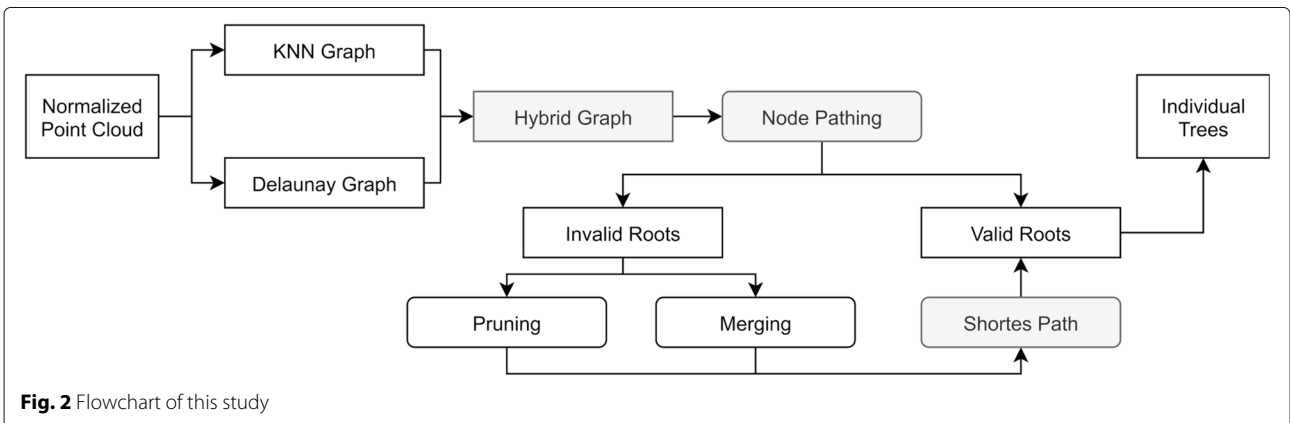 KNN Graph
Normalized
Point Cloud
Delaunay Graph
Hybrid Graph
Node Pathing
Individual
Trees
Invalid Roots
Valid Roots
Pruning
Merging
Shortes Path
Fig. 2 Flowchart of this study